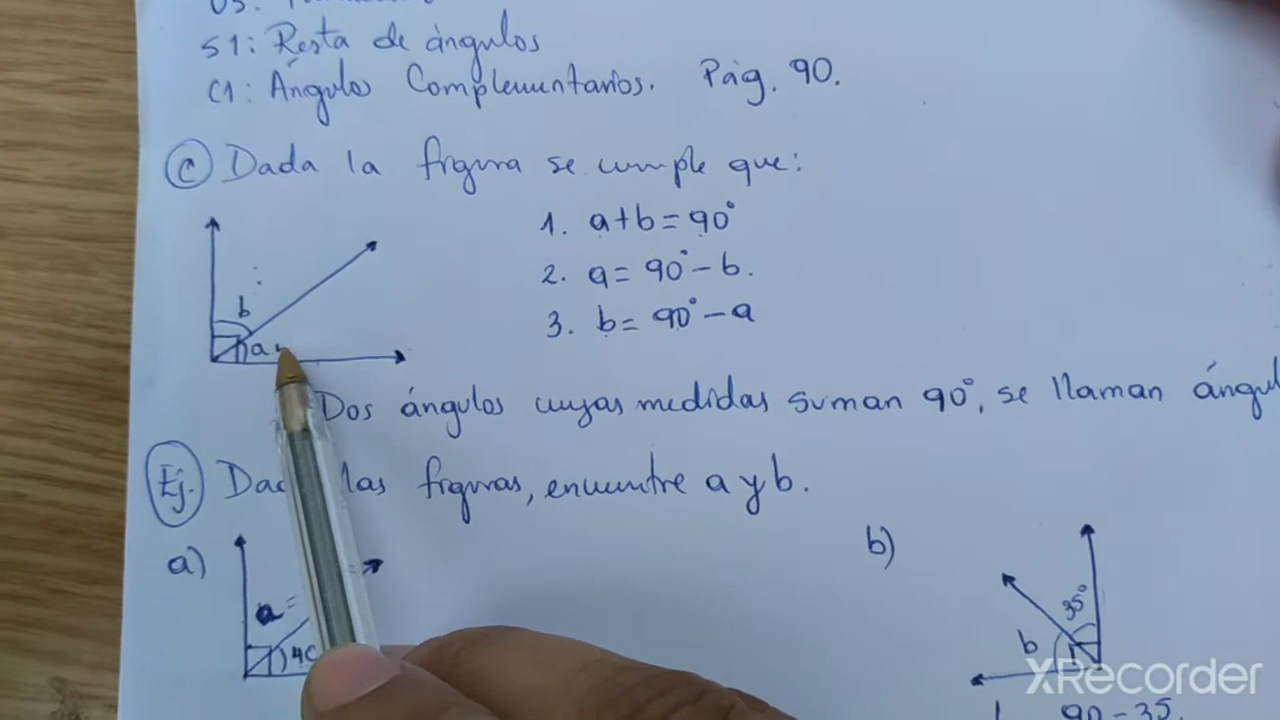 S1: Resta de ángulos
C1: Ángulos Complementarios. Pág. 90.
C Dada la figura se cumple que:
1. a+b=90°
2. a=90°-b.
3. b=90°-a
b
a
Dos ángulos cuyas medidas suman 90°, se llaman
Ej. las figuras, encuentre a y b.
a)
a=
b)
35°
b
90-35.
XRecorder